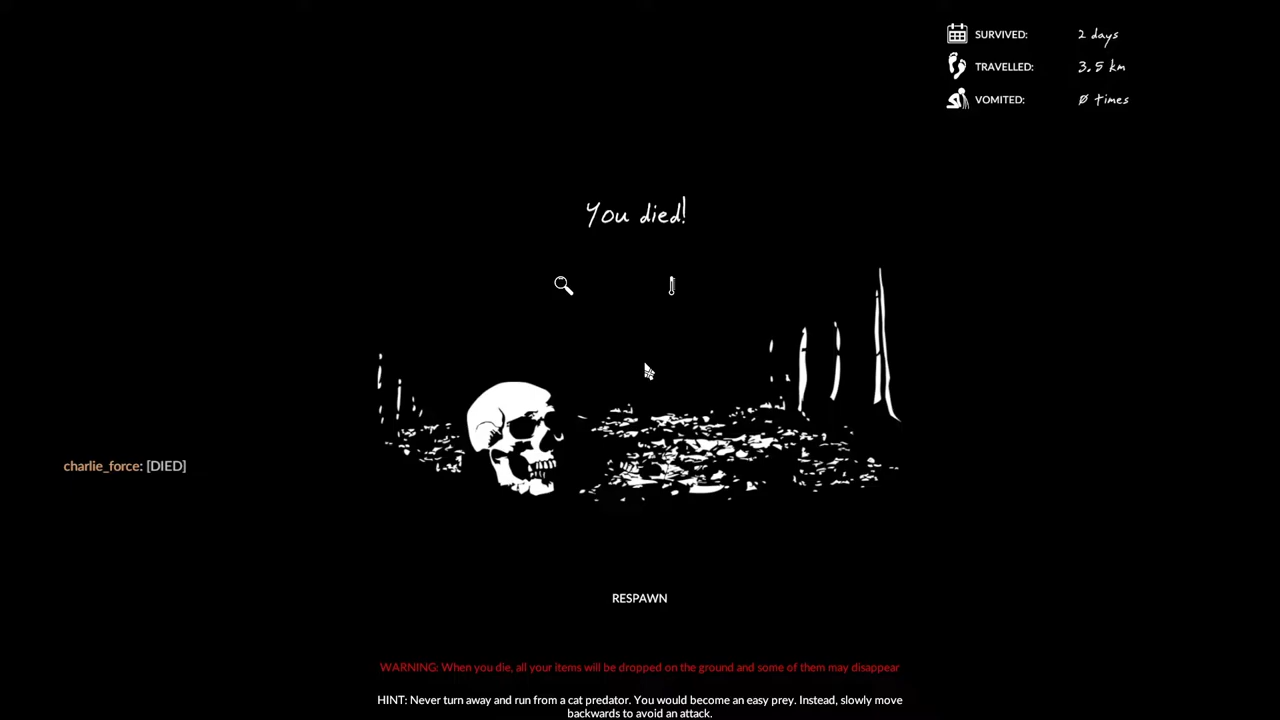 SURVIVED: 2 days
TRAVELLED: 3.5 km
VOMITED: 0 times
You died!
charlie_force: [DIED]
RESPAWN
WARNING: When you die, all your items will be dropped on the ground and some of them may disappear
HINT: Never turn away and run from a cat predator. You would become an easy prey. Instead, slowly move
backwards to avoid an attack.